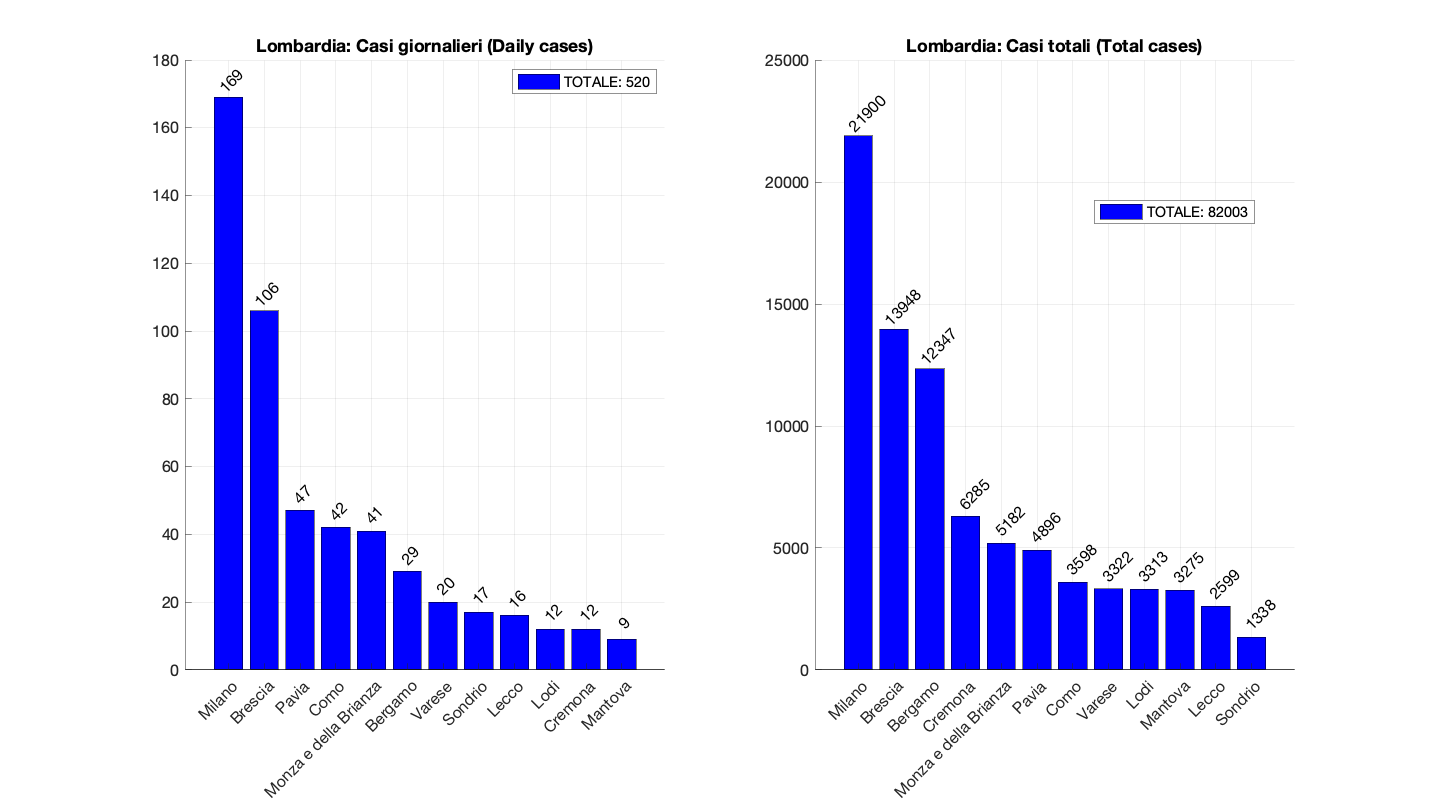 Lombardia: Casi giornalieri (Daily cases)
TOTALE: 520
180
160
140
120
100
80
60
40
20
0
169
106
47
42
41
29
20
17
16
12
12
9
Milano
Brescia
Pavia
Como
Monza e della Brianza
Bergamo
Varese
Sondrio
Lecco
Lodi
Cremona
Mantova
Lombardia: Casi totali (Total cases)
TOTALE: 82003
25000
20000
15000
10000
5000
0
21900
13948
12347
6285
5182
4896
3598
3322
3313
3275
2599
1338
Milano
Brescia
Bergamo
Cremona
Monza e della Brianza
Pavia
Como
Varese
Lodi
Mantova
Lecco
Sondrio